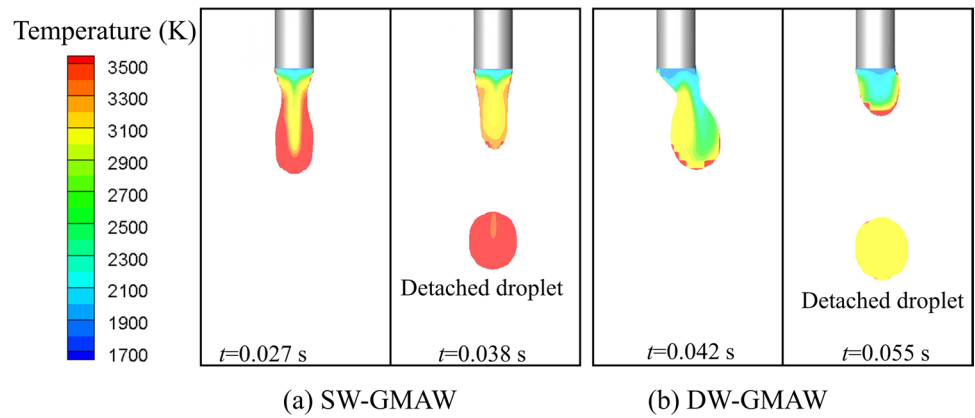 Temperature (K)
3500
3300
3100
2900
2700
2500
2300
2100
1900
1700
t=0.027 s
t=0.038 s
Detached droplet
t=0.042 s
t=0.055 s
Detached droplet
(a) SW-GMAW
(b) DW-GMAW